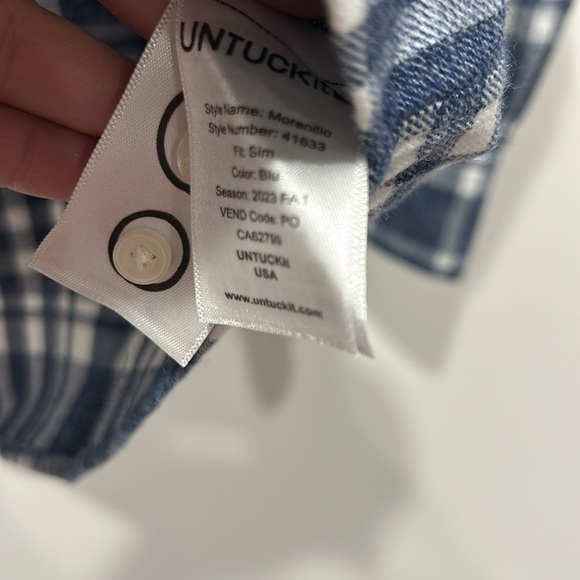 UNTUCKit
Style Name: Morenillo
Style Number: 41633
Fit: Slim
Color: Blu
Season: 2023 FA1
VEND Code: PO
CA62799
UNTUCKit
USA
www.untuckit.com